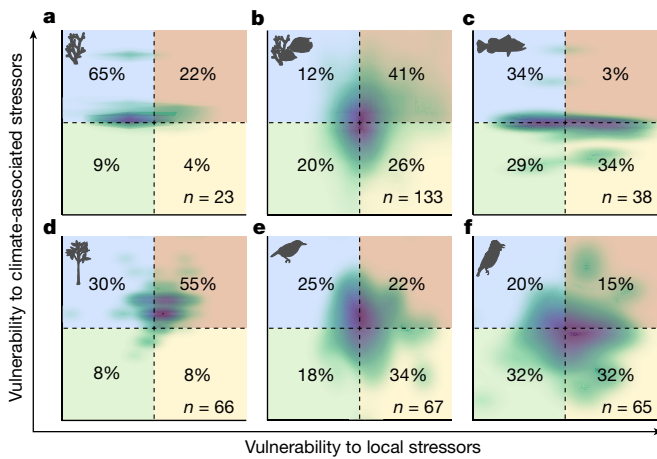 a
b
c
65%
22%
12%
41%
34%
3%
9%
4%
20%
26%
29%
34%
n = 23
n = 133
n = 38
d
e
f
30%
55%
25%
22%
20%
15%
8%
8%
18%
34%
32%
32%
n = 66
n = 67
n = 65
Vulnerability to climate-associated stressors
Vulnerability to local stressors